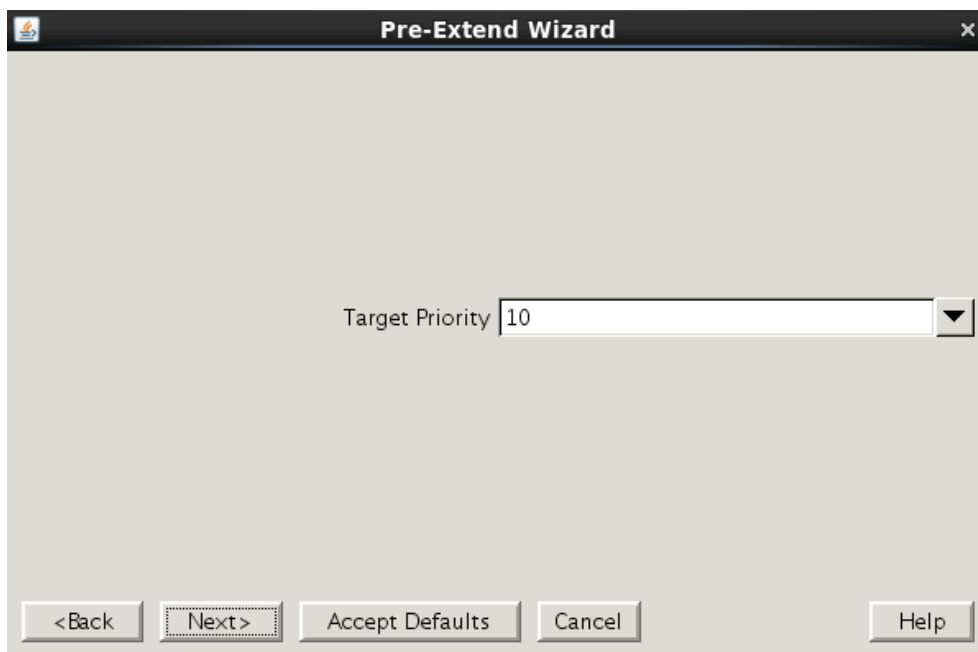 Pre-Extend Wizard
Target Priority 10
<Back Next> Accept Defaults Cancel Help